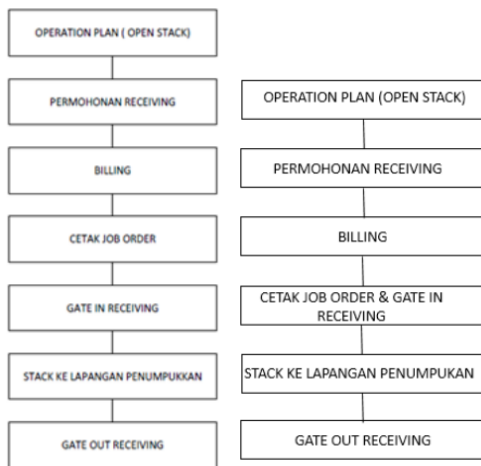 OPERATION PLAN ( OPEN STACK)
PERMOHONAN RECEIVING
BILLING
CETAK JOB ORDER
GATE IN RECEIVING
STACK KE LAPANGAN PENUMPUKKAN
GATE OUT RECEIVING
OPERATION PLAN (OPEN STACK)
PERMOHONAN RECEIVING
BILLING
CETAK JOB ORDER & GATE IN
RECEIVING
STACK KE LAPANGAN PENUMPUKAN
GATE OUT RECEIVING